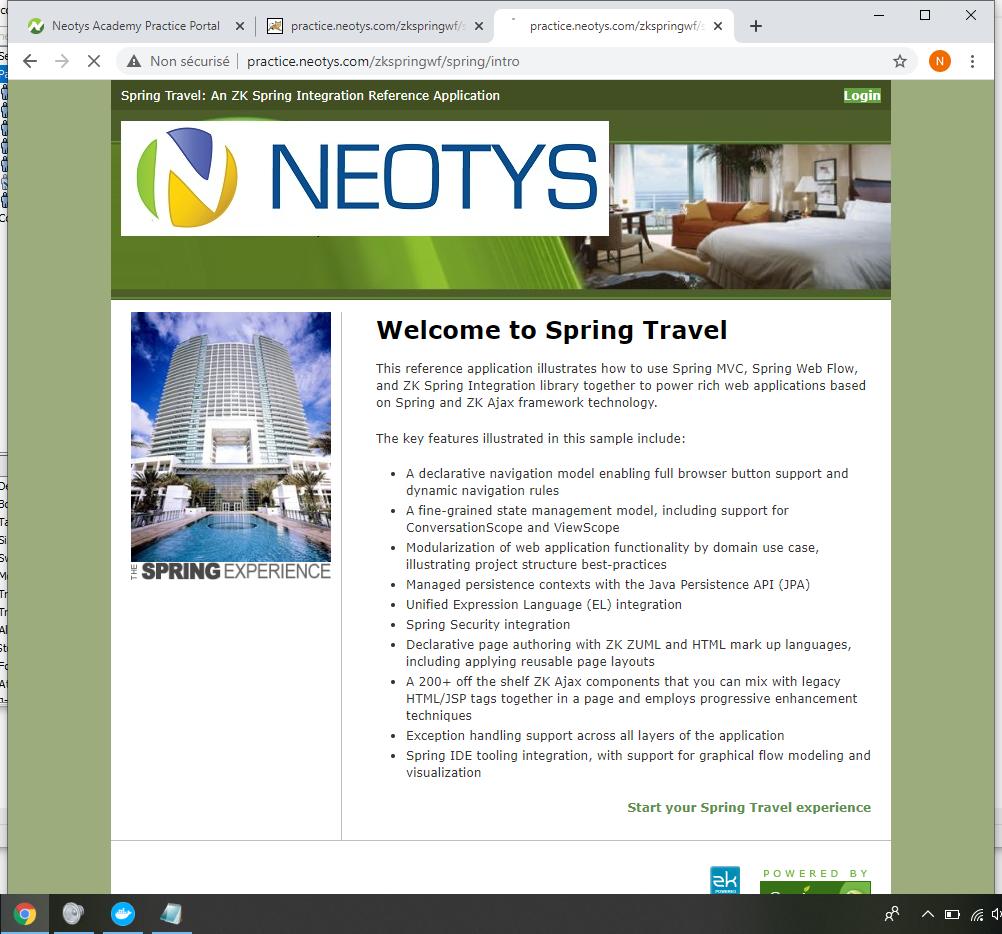 Neotys Academy Practice Portal
practice.neotys.com/zkspringwf/s
practice.neotys.com/zkspringwf/s
Non sécurisé
practice.neotys.com/zkspringwf/spring/intro
N
Spring Travel: An ZK Spring Integration Reference Application
Login
NEOTYS
THE SPRING EXPERIENCE
Welcome to Spring Travel
This reference application illustrates how to use Spring MVC, Spring Web Flow,
and ZK Spring Integration library together to power rich web applications based
on Spring and ZK Ajax framework technology.
The key features illustrated in this sample include:
• A declarative navigation model enabling full browser button support and
dynamic navigation rules
• A fine-grained state management model, including support for
ConversationScope and ViewScope
• Modularization of web application functionality by domain use case,
illustrating project structure best-practices
• Managed persistence contexts with the Java Persistence API (JPA)
• Unified Expression Language (EL) integration
• Spring Security integration
• Declarative page authoring with ZK ZUML and HTML mark up languages,
including applying reusable page layouts
• A 200+ off the shelf ZK Ajax components that you can mix with legacy
HTML/JSP tags together in a page and employs progressive enhancement
techniques
• Exception handling support across all layers of the application
• Spring IDE tooling integration, with support for graphical flow modeling and
visualization
Start your Spring Travel experience
zk
POWERED
POWERED BY